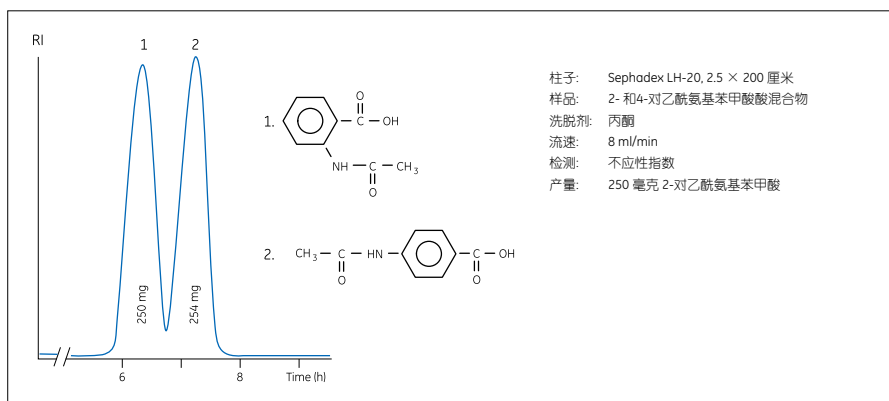 RI
1 2
250 mg
254 mg
6 8 Time (h)
1.
O
C OH
NH C CH₃
O
2.
CH₃ C HN C OH
O O
柱子: Sephadex LH-20, 2.5 × 200 厘米
样品: 2- 和4-对乙酰氨基苯甲酸酸混合物
洗脱剂: 丙酮
流速: 8 ml/min
检测: 不应性指数
产量: 250 毫克 2-对乙酰氨基苯甲酸